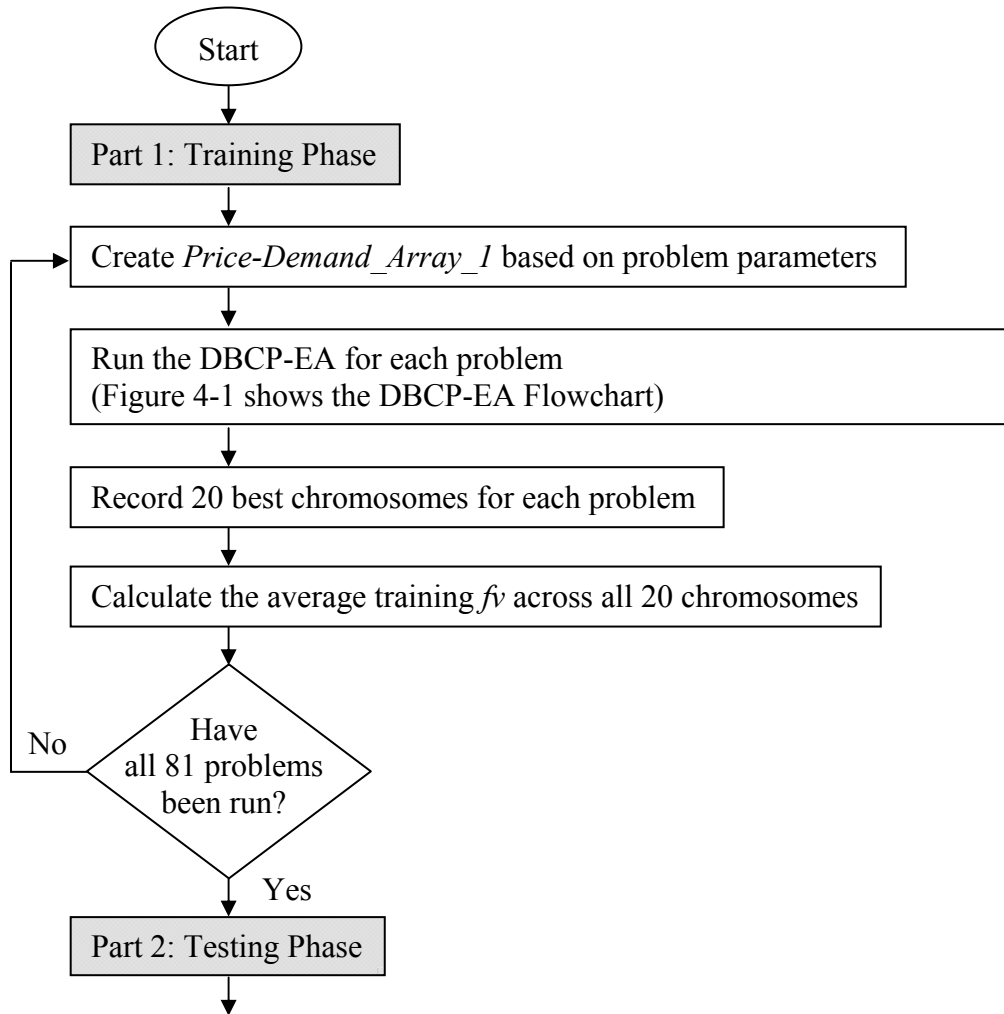 Start
Part 1: Training Phase
Create Price-Demand_Array_1 based on problem parameters
Run the DBCP-EA for each problem
(Figure 4-1 shows the DBCP-EA Flowchart)
Record 20 best chromosomes for each problem
Calculate the average training fv across all 20 chromosomes
Have
all 81 problems
been run?
No
Yes
Part 2: Testing Phase